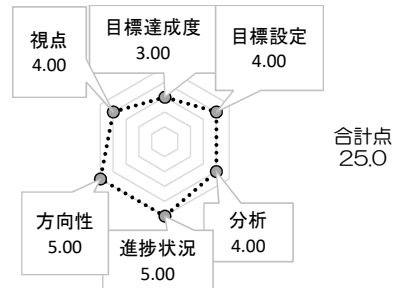 目標達成度
3.00
目標設定
4.00
視点
4.00
合計点
25.0
方向性
5.00
進捗状況
5.00
分析
4.00